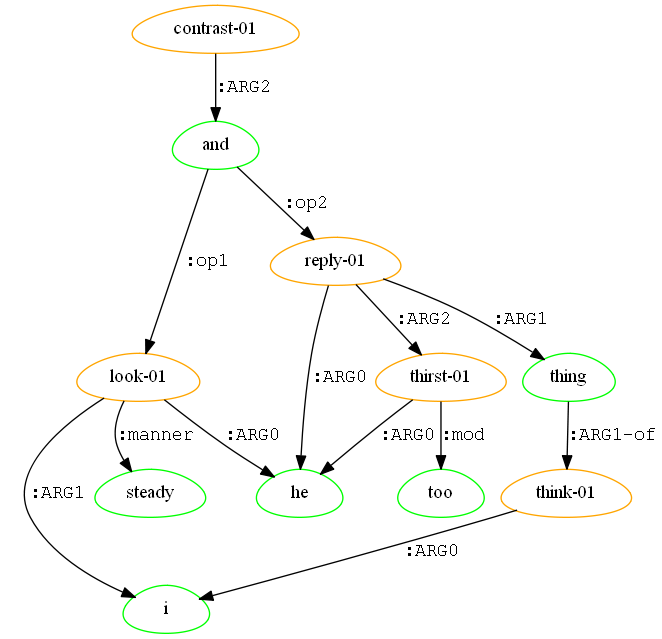 contrast-01
:ARG2
and
:op2
:op1
reply-01
:ARG2
:ARG1
:ARG0
look-01
thirst-01
thing
:manner
:ARG0
:ARG0
:mod
:ARG1-of
:ARG1
steady
he
too
think-01
:ARG0
i